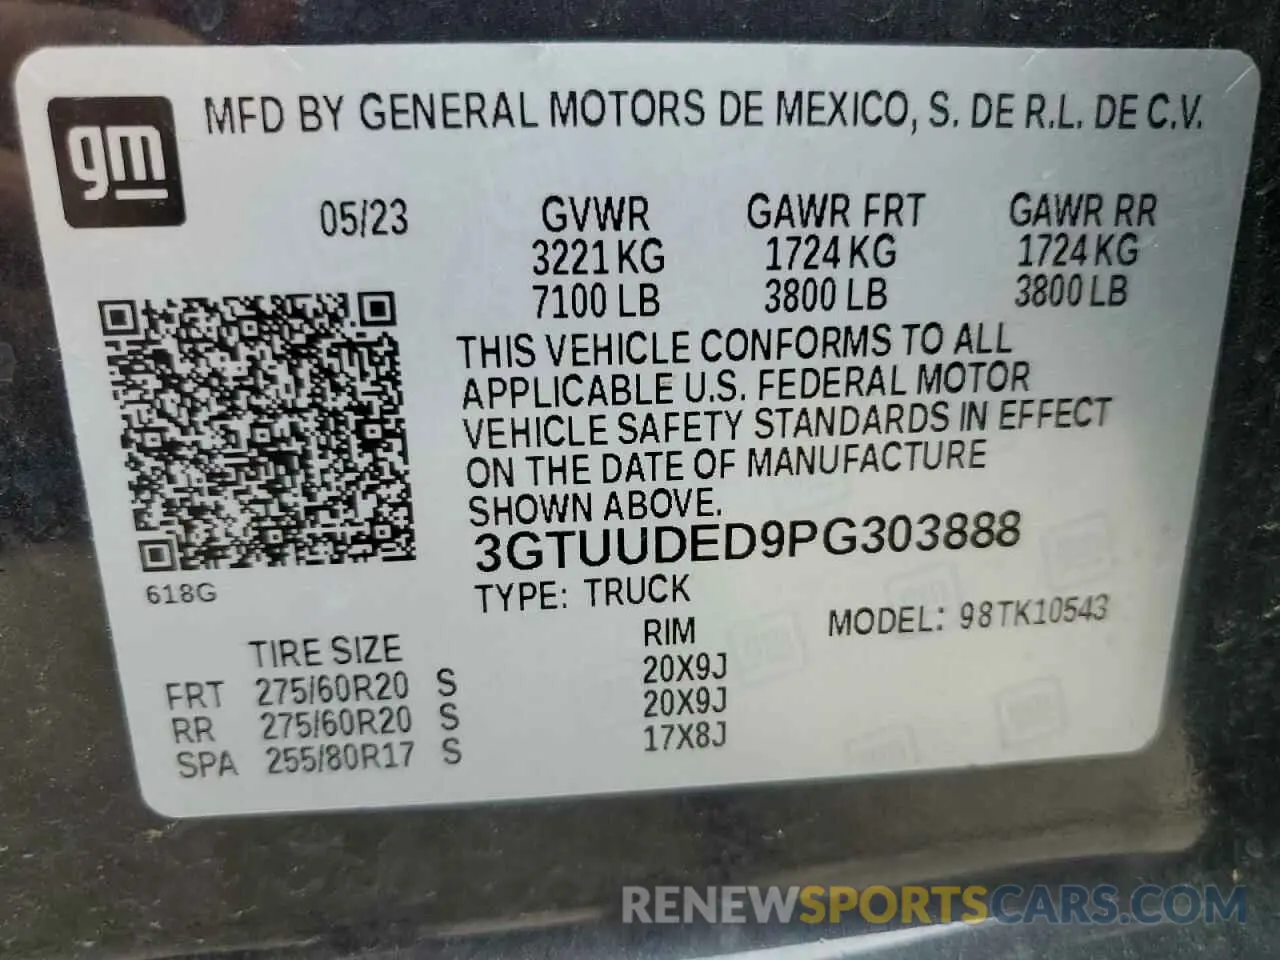 gm
MFD BY GENERAL MOTORS DE MEXICO, S. DE R.L. DE C.V.
05/23 GVWR GAWR FRT GAWR RR
3221 KG 1724 KG 1724 KG
7100 LB 3800 LB 3800 LB
THIS VEHICLE CONFORMS TO ALL
APPLICABLE U.S. FEDERAL MOTOR
VEHICLE SAFETY STANDARDS IN EFFECT
ON THE DATE OF MANUFACTURE
SHOWN ABOVE.
3GTUUDED9PG303888
618G
TYPE: TRUCK
MODEL: 98TK10543
TIRE SIZE RIM
FRT 275/60R20 S 20X9J
RR 275/60R20 S 20X9J
SPA 255/80R17 S 17X8J
RENEWSPORTSCARS.COM